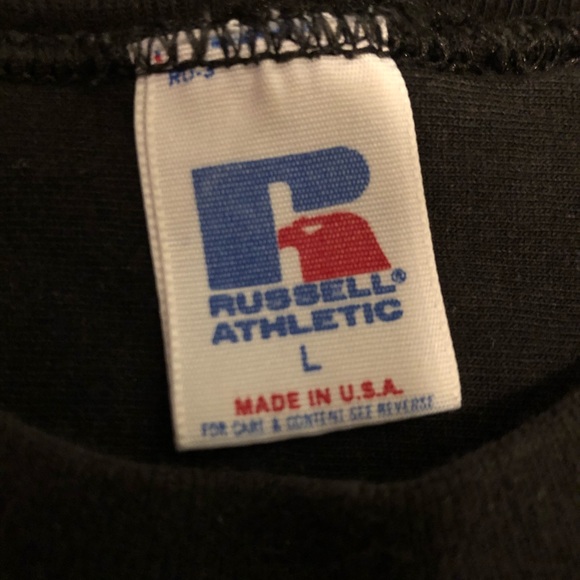 RUSSELL®
ATHLETIC
L
MADE IN U.S.A.
FOR CARE & CONTENT SEE REVERSE